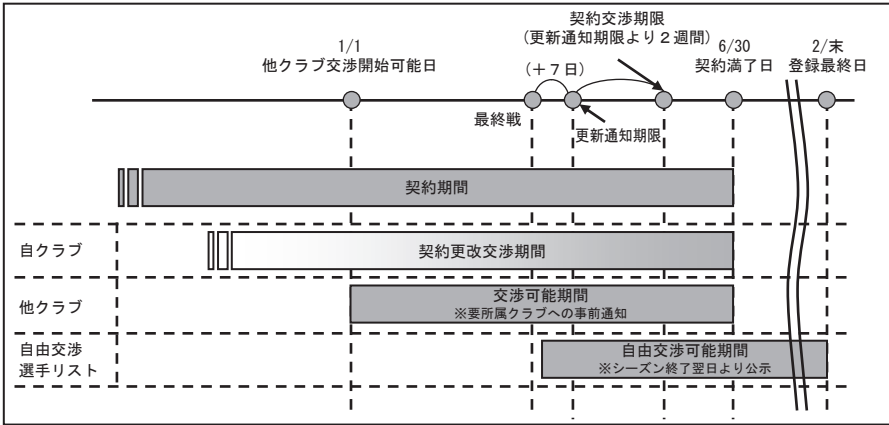 契約交渉期限
（更新通知期限より２週間）
1/1
他クラブ交渉開始可能日
6/30
契約満了日
2/末
登録最終日
（＋７日）
最終戦
更新通知期限
契約期間
自クラブ
契約更改交渉期間
他クラブ
交渉可能期間
※要所属クラブへの事前通知
自由交渉
選手リスト
自由交渉可能期間
※シーズン終了翌日より公示